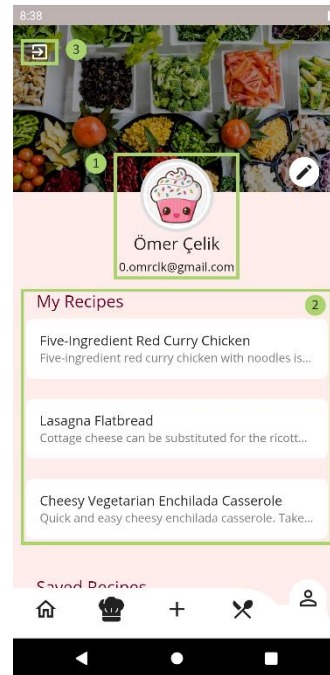 8:38
3
1
Ömer Çelik
0.omrclk@gmail.com
My Recipes
2
Five-Ingredient Red Curry Chicken
Five-ingredient red curry chicken with noodles is...
Lasagna Flatbread
Cottage cheese can be substituted for the ricott...
Cheesy Vegetarian Enchilada Casserole
Quick and easy cheesy enchilada casserole. Take...
Saved Recipes